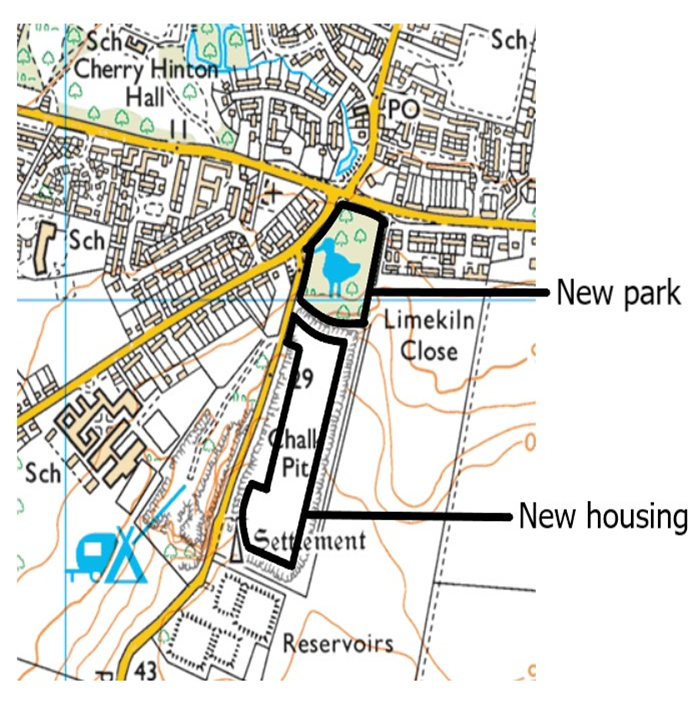 Sch
Sch
Cherry Hinton
Hall
PO
Sch
New park
Limekiln
Close
29
Chalk
Pit
Sch
New housing
Settlement
Reservoirs
43